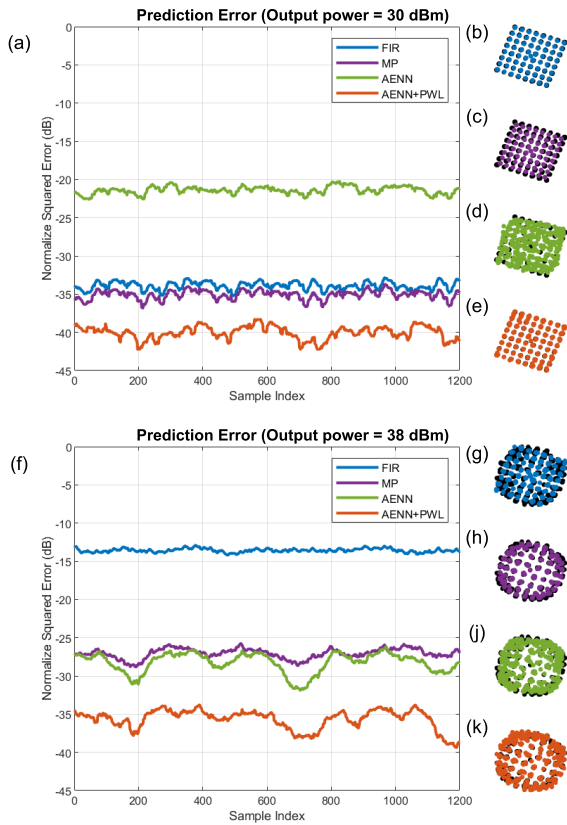 Prediction Error (Output power = 30 dBm)
(a)
(b)
0
-5
-10
-15
-20
-25
-30
-35
-40
-45
Normalize Squared Error (dB)
FIR
MP
AENN
AENN+PWL
(c)
(d)
(e)
0
200
400
600
800
1000
1200
Sample Index
Prediction Error (Output power = 38 dBm)
(f)
(g)
0
-5
-10
-15
-20
-25
-30
-35
-40
-45
Normalize Squared Error (dB)
FIR
MP
AENN
AENN+PWL
(h)
(j)
(k)
0
200
400
600
800
1000
1200
Sample Index